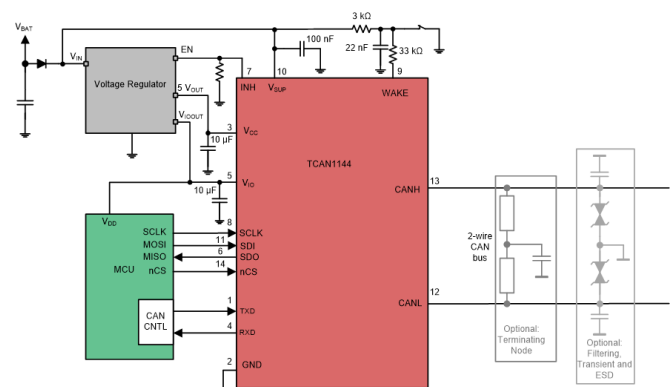 3 kΩ
VBAT
100 nF
22 nF
33 kΩ
VIN
EN
7
10
9
Voltage Regulator
INH
VSUP
WAKE
5 VOUT
VIOOUT
3
VCC
10 µF
TCAN1144
5
VIO
13
CANH
10 µF
VDD
8
SCLK
SCLK
MOSI
11
SDI
MISO
6
SDO
MCU
nCS
14
nCS
2-wire
CAN
bus
12
CANL
CAN
CNTL
1
TXD
4
RXD
Optional:
Terminating
Node
Optional:
Filtering,
Transient and
ESD
2
GND